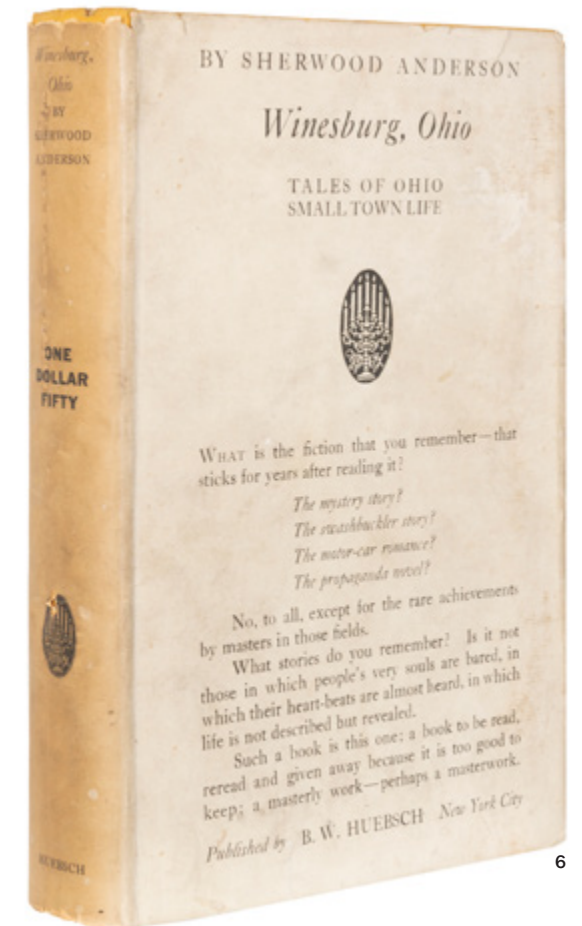 Winesburg,
Ohio
BY
SHERWOOD
ANDERSON
ONE
DOLLAR
FIFTY
HUEBSCH
BY SHERWOOD ANDERSON
Winesburg, Ohio
TALES OF OHIO
SMALL TOWN LIFE
WHAT is the fiction that you remember—that
sticks for years after reading it?
The mystery story?
The swashbuckler story?
The motor-car romance?
The propaganda novel?
No, to all, except for the rare achievements
by masters in those fields.
What stories do you remember? Is it not
those in which people's very souls are bared, in
which their heart-beats are almost heard, in which
life is not described but revealed.
Such a book is this one: a book to be read,
reread and given away because it is too good to
keep; a masterly work—perhaps a masterwork.
Published by B. W. HUEBSCH New York City
6